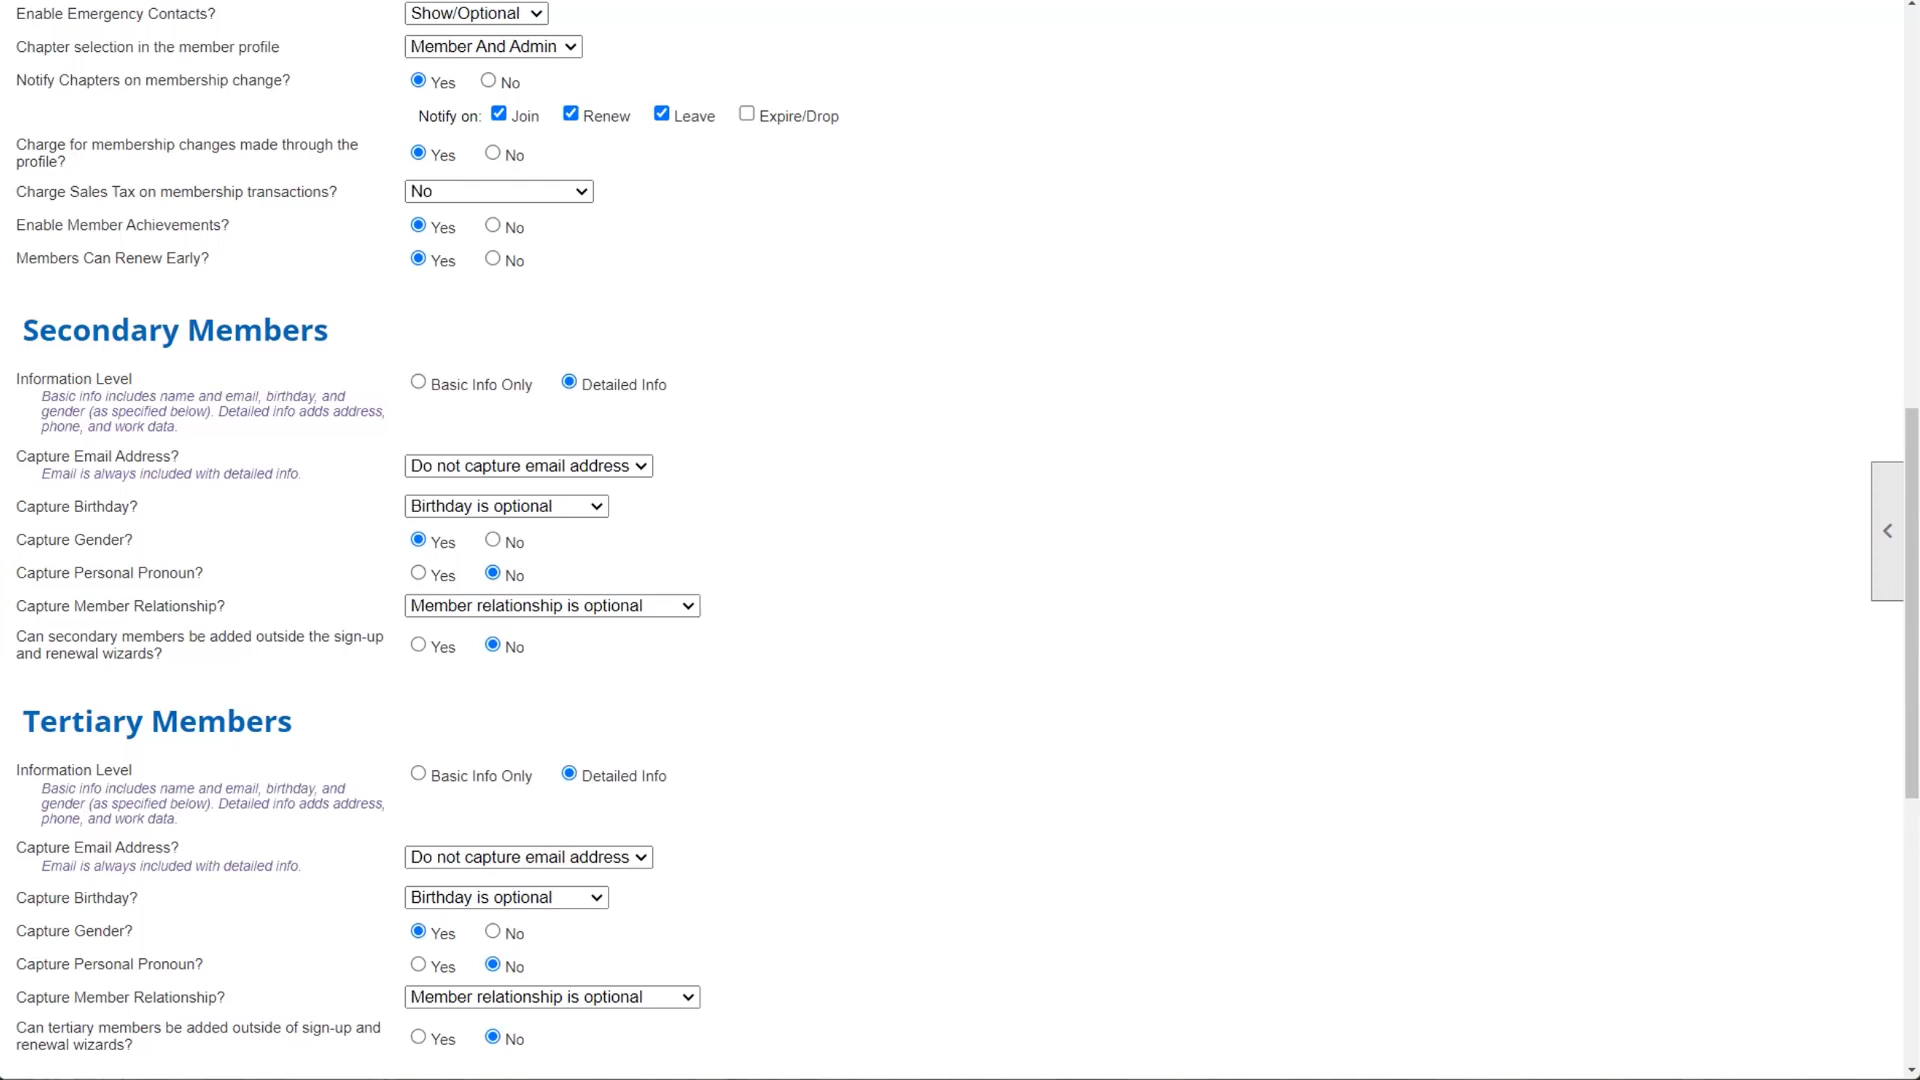 Enable Emergency Contacts? Show/Optional
Chapter selection in the member profile Member And Admin
Notify Chapters on membership change? Yes No
Notify on: Join Renew Leave Expire/Drop
Charge for membership changes made through the
profile? Yes No
Charge Sales Tax on membership transactions? No
Enable Member Achievements? Yes No
Members Can Renew Early? Yes No
Secondary Members
Information Level Basic Info Only Detailed Info
Basic info includes name and email, birthday, and
gender (as specified below). Detailed info adds address,
phone, and work data.
Capture Email Address? Do not capture email address
Email is always included with detailed info.
Capture Birthday? Birthday is optional
Capture Gender? Yes No
Capture Personal Pronoun? Yes No
Capture Member Relationship? Member relationship is optional
Can secondary members be added outside the sign-up
and renewal wizards? Yes No
Tertiary Members
Information Level Basic Info Only Detailed Info
Basic info includes name and email, birthday, and
gender (as specified below). Detailed info adds address,
phone, and work data.
Capture Email Address? Do not capture email address
Email is always included with detailed info.
Capture Birthday? Birthday is optional
Capture Gender? Yes No
Capture Personal Pronoun? Yes No
Capture Member Relationship? Member relationship is optional
Can tertiary members be added outside of sign-up and
renewal wizards? Yes No